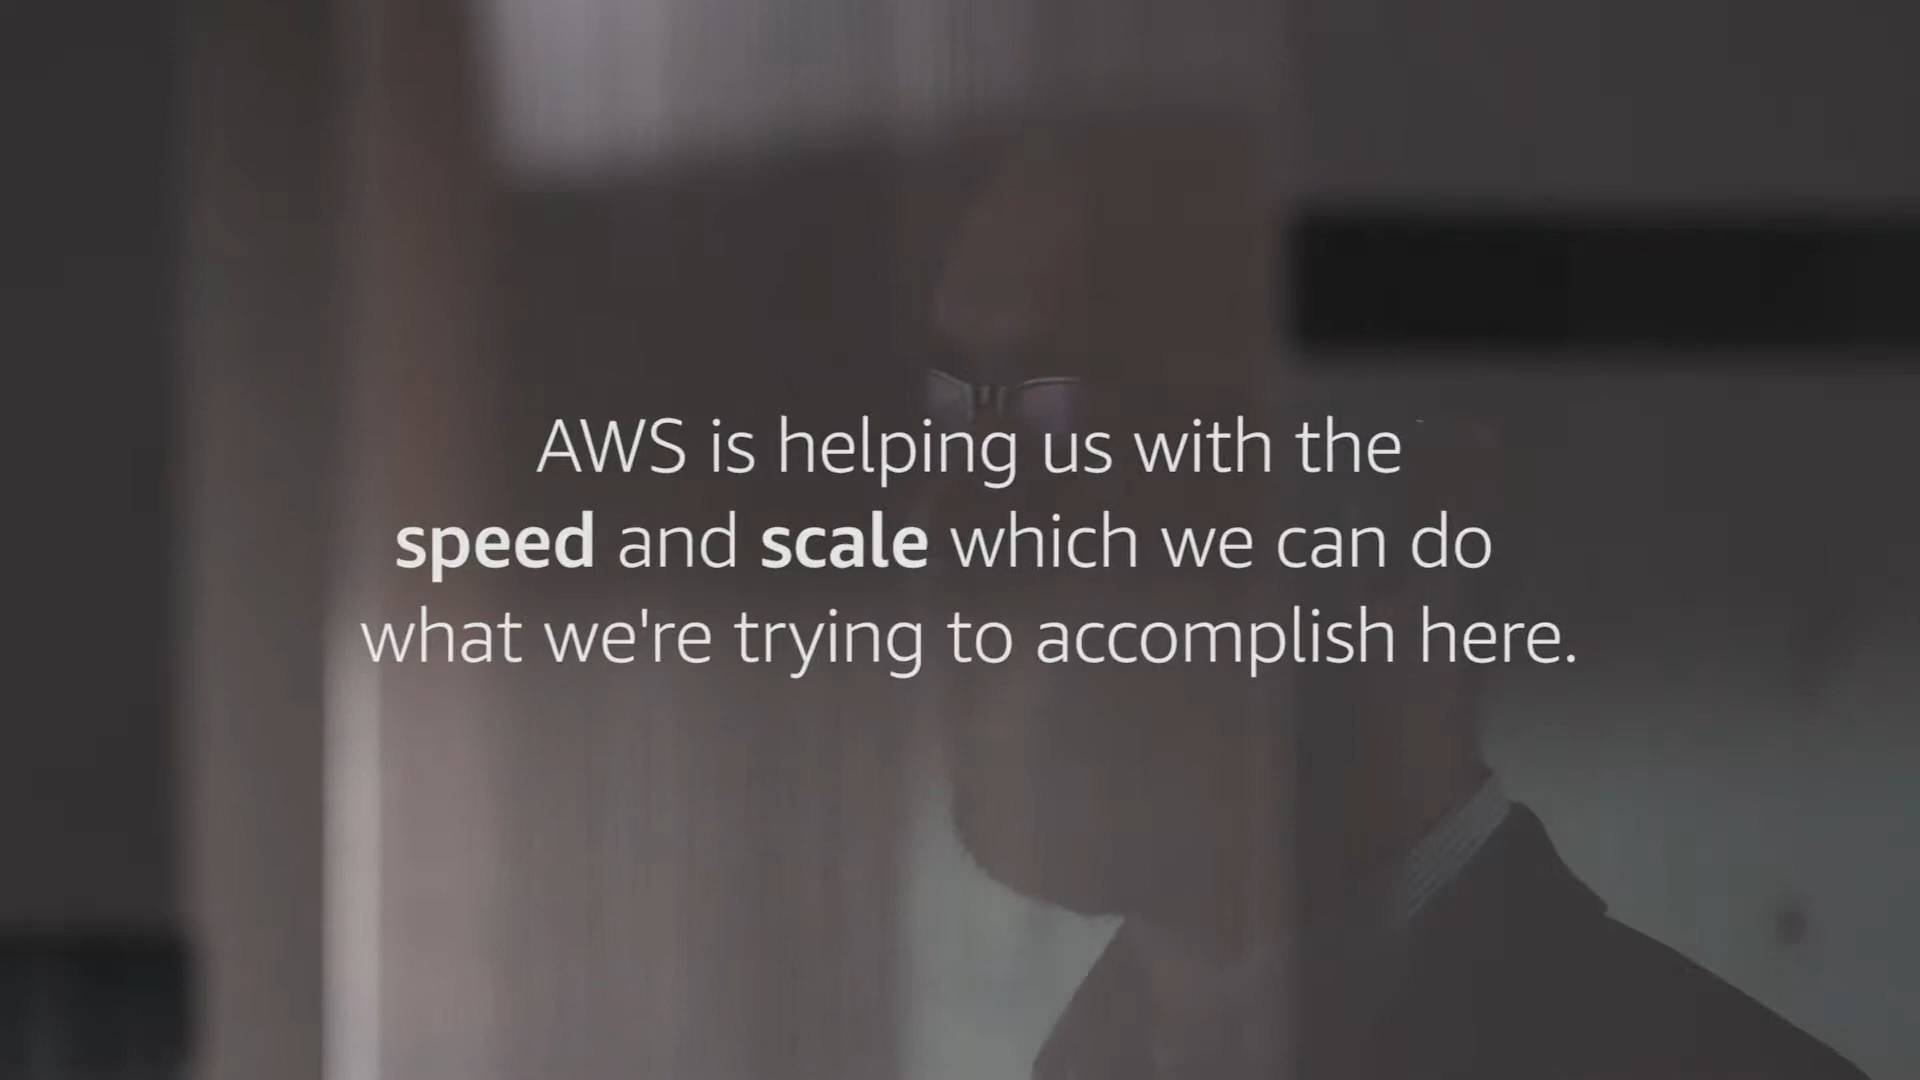 AWS is helping us with the
speed and scale which we can do
what we're trying to accomplish here.